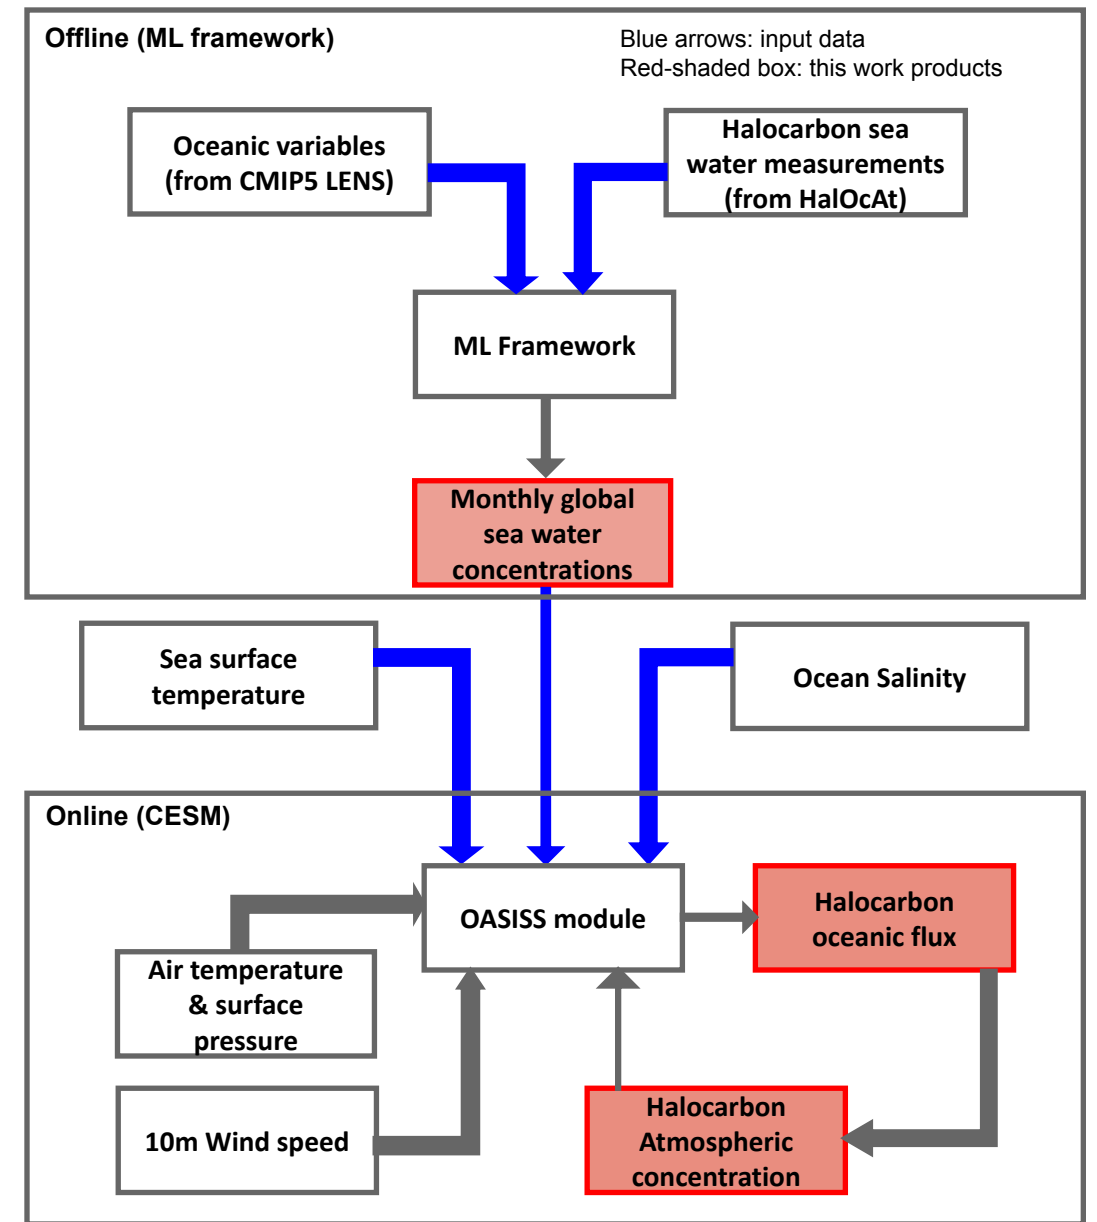 Offline (ML framework)
Blue arrows: input data
Red-shaded box: this work products
Oceanic variables
(from CMIP5 LENS)
Halocarbon sea
water measurements
(from HalOcAt)
ML Framework
Monthly global
sea water
concentrations
Sea surface
temperature
Ocean Salinity
Online (CESM)
OASISS module
Halocarbon
oceanic flux
Air temperature
& surface
pressure
10m Wind speed
Halocarbon
Atmospheric
concentration